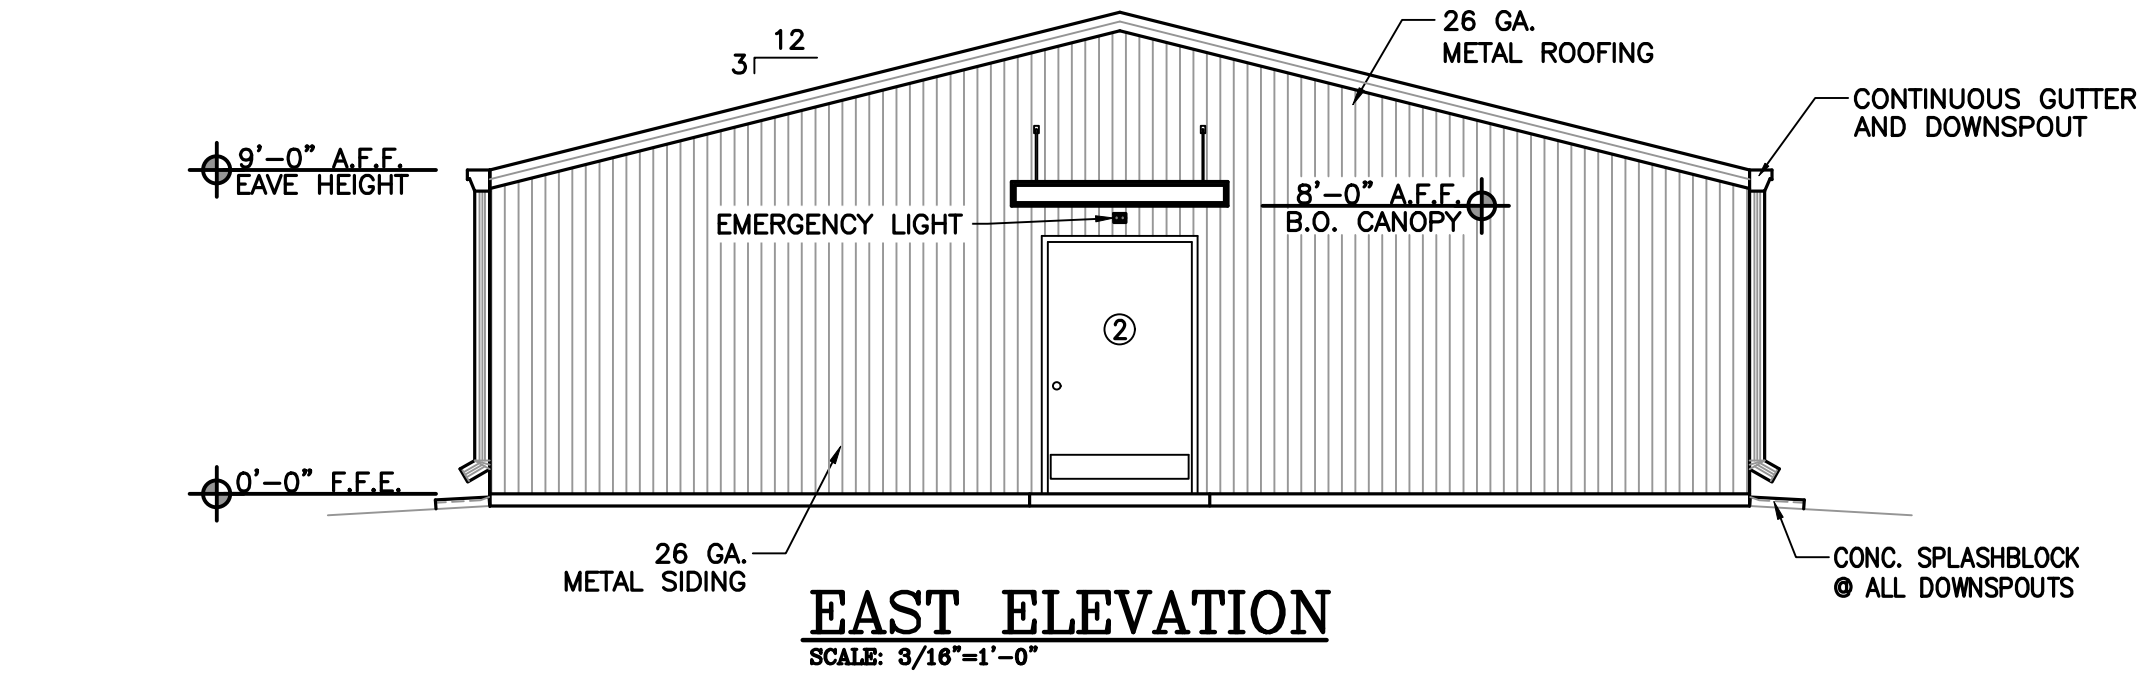 26 GA.
METAL ROOFING
12
3
CONTINUOUS GUTTER
AND DOWNSPOUT
9'-0" A.F.F.
EAVE HEIGHT
8'-0" A.F.F.
B.O. CANOPY
EMERGENCY LIGHT
2
0'-0" F.F.E.
26 GA.
METAL SIDING
CONC. SPLASHBLOCK
@ ALL DOWNSPOUTS
EAST ELEVATION
SCALE: 3/16"=1'-0"